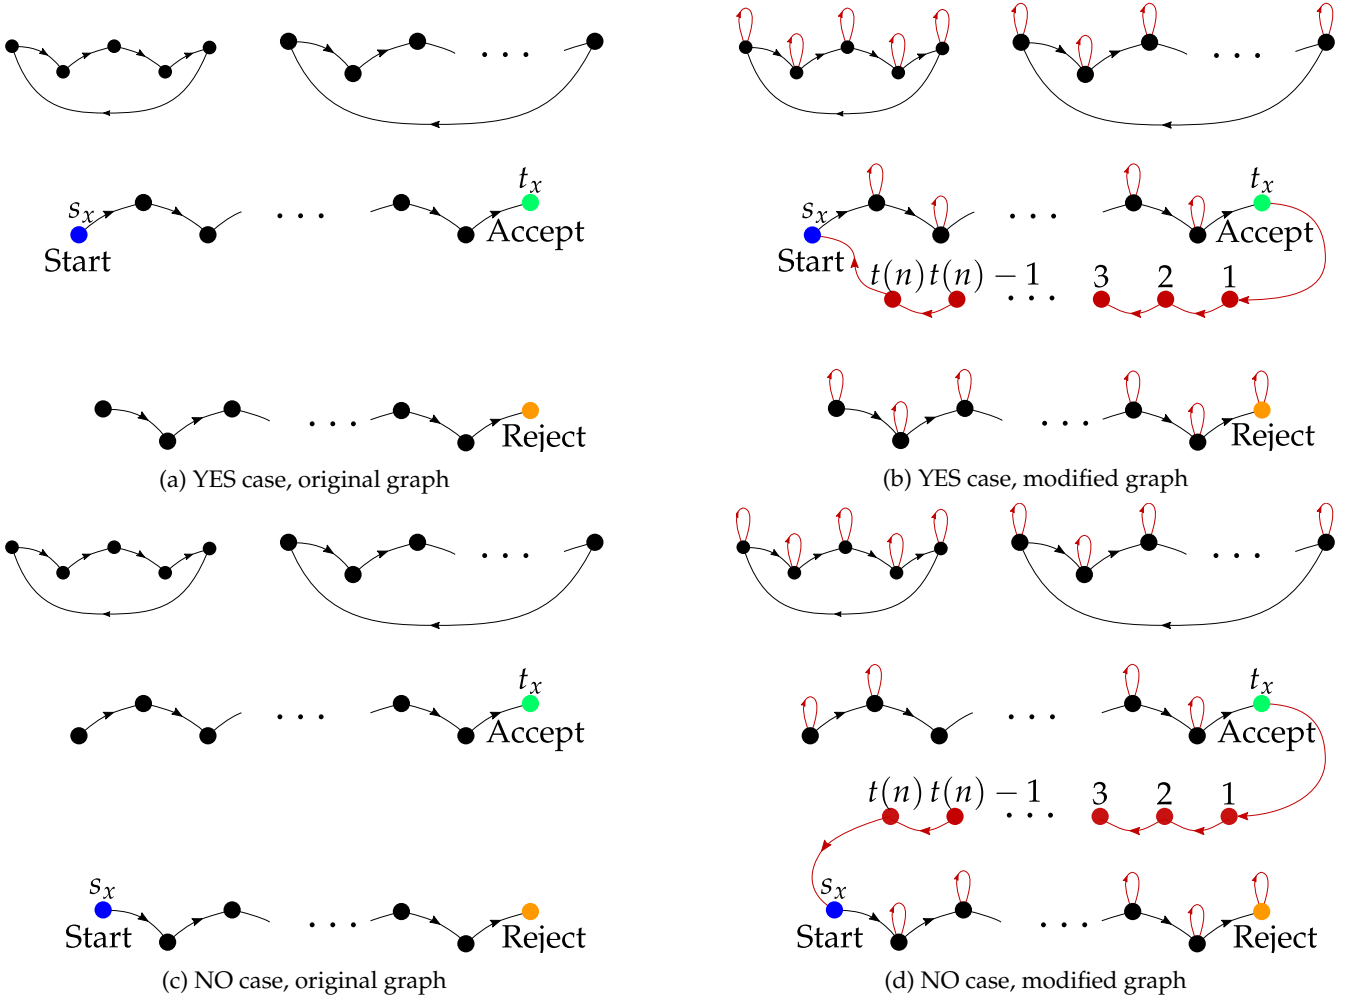 t_x
s_x
Accept
Start
Reject
(a) YES case, original graph
t_x
s_x
Accept
Start
t(n) t(n) − 1 3 2 1
Reject
(b) YES case, modified graph
t_x
Accept
s_x
Start
Reject
(c) NO case, original graph
t_x
Accept
t(n) t(n) − 1 3 2 1
s_x
Start
Reject
(d) NO case, modified graph